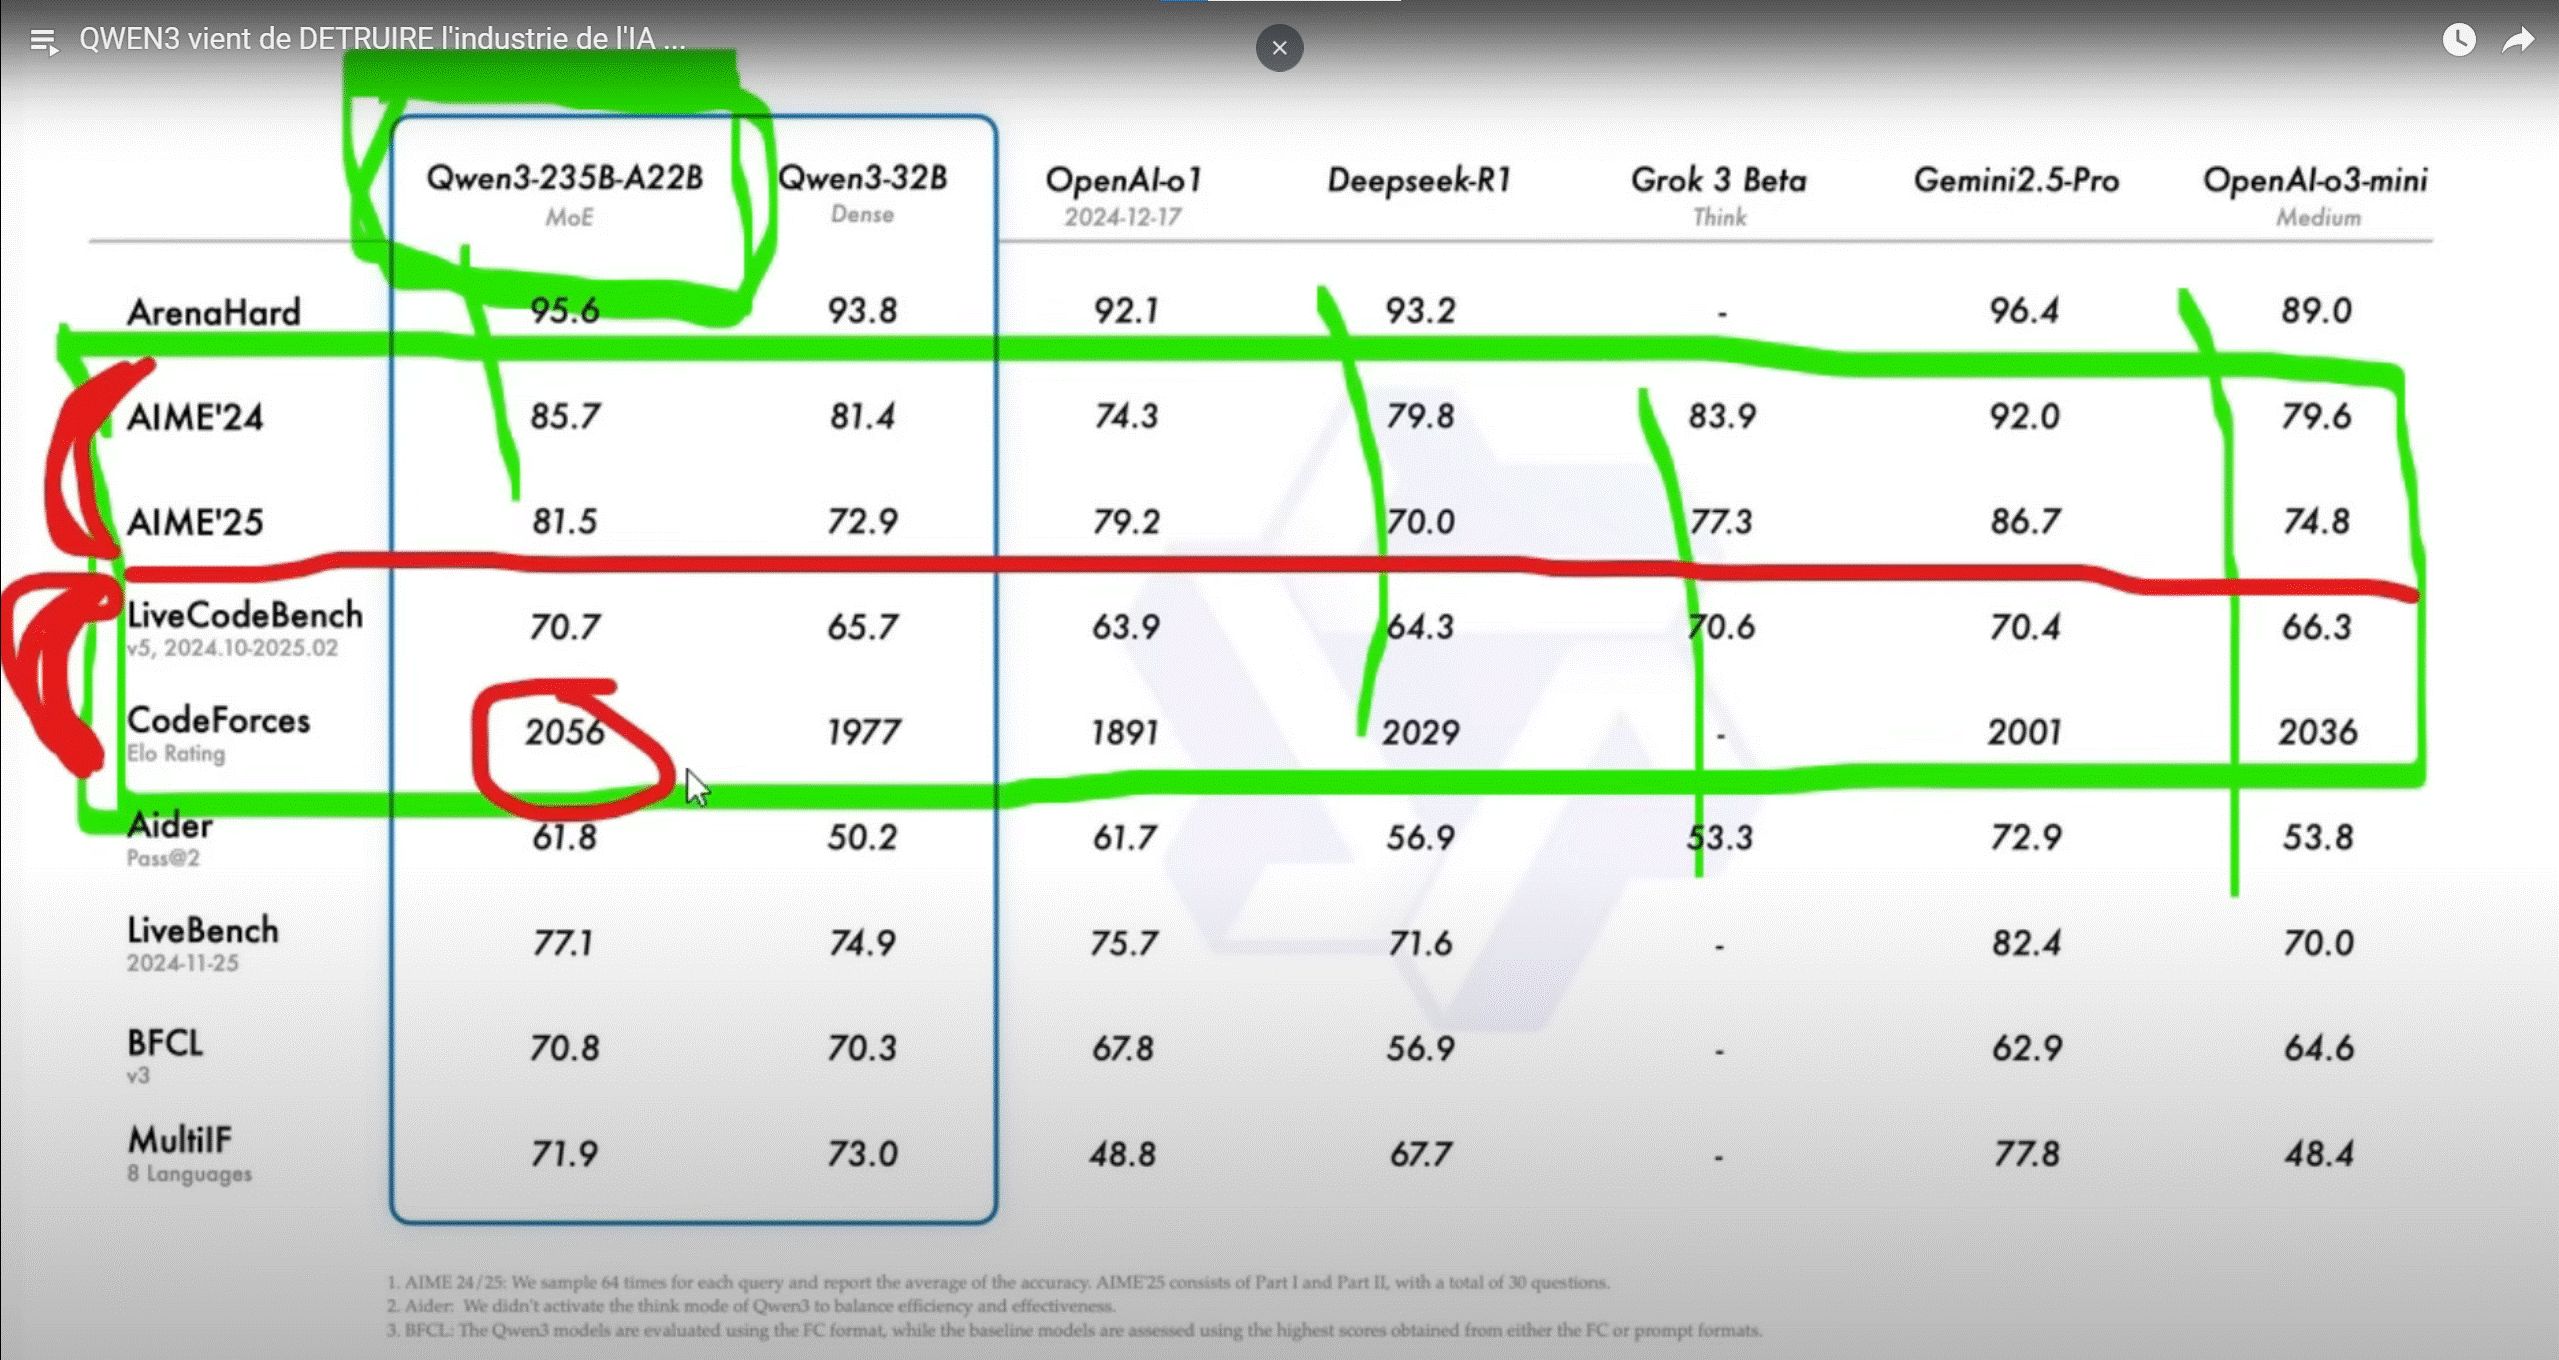 QWEN3 vient de DETRUIRE l'industrie de l'IA ...
Qwen3-235B-A22B Qwen3-32B OpenAI-o1 Deepseek-R1 Grok 3 Beta Gemini2.5-Pro OpenAI-o3-mini
MoE Dense 2024-12-17 Think Medium
ArenaHard 95.6 93.8 92.1 93.2 - 96.4 89.0
AIME'24 85.7 81.4 74.3 79.8 83.9 92.0 79.6
AIME'25 81.5 72.9 79.2 70.0 77.3 86.7 74.8
LiveCodeBench 70.7 65.7 63.9 64.3 70.6 70.4 66.3
v5, 2024.10-2025.02
CodeForces 2056 1977 1891 2029 - 2001 2036
Elo Rating
Aider 61.8 50.2 61.7 56.9 53.3 72.9 53.8
Pass@2
LiveBench 77.1 74.9 75.7 71.6 - 82.4 70.0
2024-11-25
BFCL 70.8 70.3 67.8 56.9 - 62.9 64.6
v3
MultiIF 71.9 73.0 48.8 67.7 - 77.8 48.4
8 Languages
1. AIME 24/25: We sample 64 times for each query and report the average of the accuracy. AIME'25 consists of Part I and Part II, with a total of 30 questions.
2. Aider: We didn't activate the think mode of Qwen3 to balance efficiency and effectiveness.
3. BFCL: The Qwen3 models are evaluated using the FC format, while the baseline models are assessed using the highest scores obtained from either the FC or prompt formats.